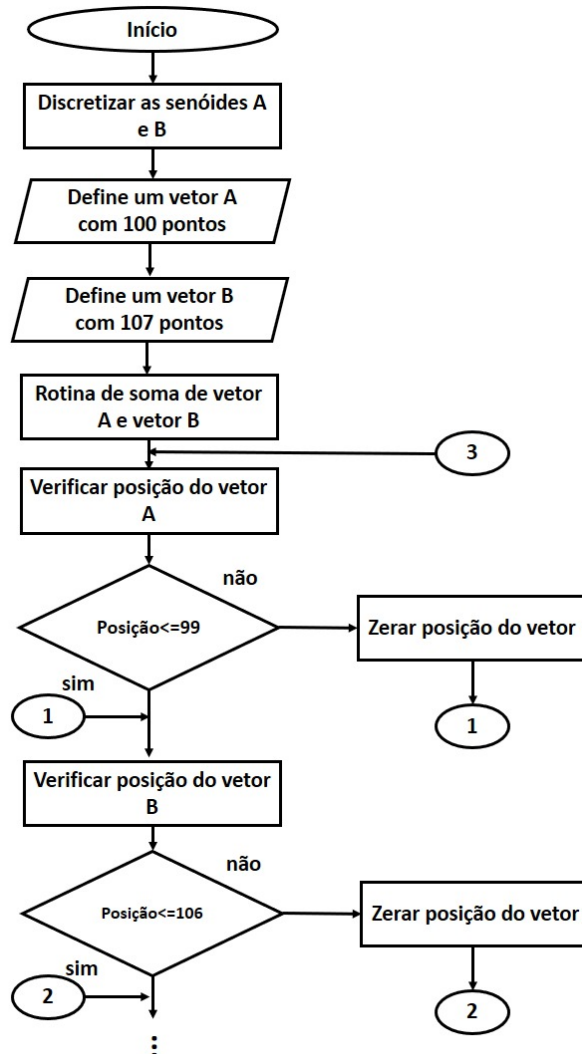 Início
Discretizar as senóides A
e B
Define um vetor A
com 100 pontos
Define um vetor B
com 107 pontos
Rotina de soma de vetor
A e vetor B
3
Verificar posição do vetor
A
não
Posição<=99
Zerar posição do vetor
sim
1
1
Verificar posição do vetor
B
não
Posição<=106
Zerar posição do vetor
sim
2
2
...